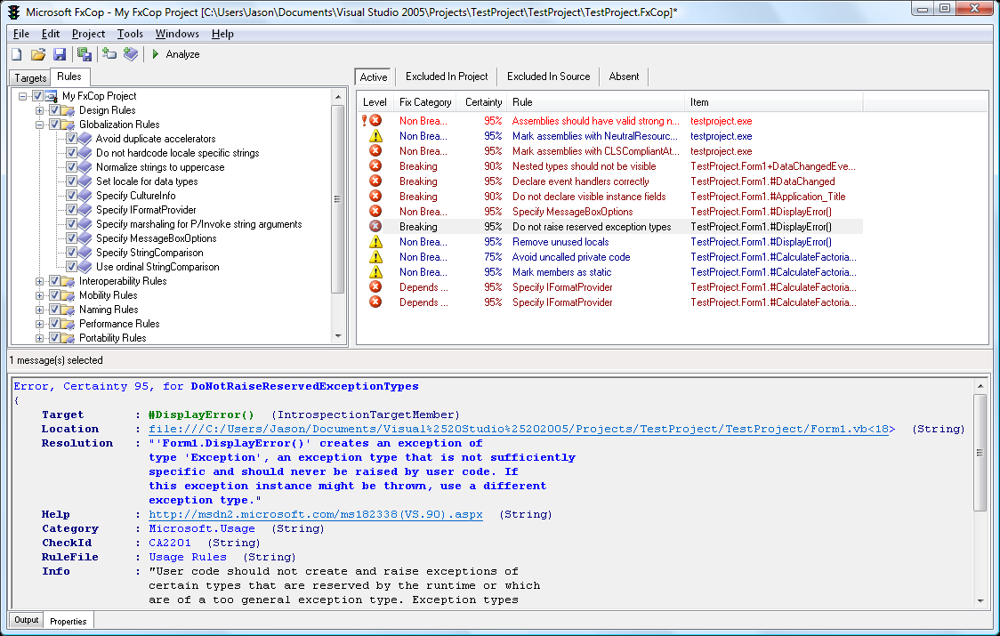 Microsoft FxCop - My FxCop Project [C:\Users\Jason\Documents\Visual Studio 2005\Projects\TestProject\TestProject\TestProject.FxCop]*
File Edit Project Tools Windows Help
Analyze
Targets Rules
My FxCop Project
Design Rules
Globalization Rules
Avoid duplicate accelerators
Do not hardcode locale specific strings
Normalize strings to uppercase
Set locale for data types
Specify CultureInfo
Specify IFormatProvider
Specify marshaling for P/Invoke string arguments
Specify MessageBoxOptions
Specify StringComparison
Use ordinal StringComparison
Interoperability Rules
Mobility Rules
Naming Rules
Performance Rules
Portability Rules
Active Excluded In Project Excluded In Source Absent
Level Fix Category Certainty Rule Item
Non Brea... 95% Assemblies should have valid strong n... testproject.exe
Non Brea... 95% Mark assemblies with NeutralResourc... testproject.exe
Non Brea... 95% Mark assemblies with CLSCompliantAt... testproject.exe
Breaking 90% Nested types should not be visible TestProject.Form1+DataChangedEve...
Breaking 95% Declare event handlers correctly TestProject.Form1.#DataChanged
Breaking 90% Do not declare visible instance fields TestProject.Form1.#Application_Title
Non Brea... 95% Specify MessageBoxOptions TestProject.Form1.#DisplayError()
Breaking 95% Do not raise reserved exception types TestProject.Form1.#DisplayError()
Non Brea... 95% Remove unused locals TestProject.Form1.#DisplayError()
Non Brea... 75% Avoid uncalled private code TestProject.Form1.#CalculateFactoria...
Non Brea... 95% Mark members as static TestProject.Form1.#CalculateFactoria...
Depends ... 95% Specify IFormatProvider TestProject.Form1.#CalculateFactoria...
Depends ... 95% Specify IFormatProvider TestProject.Form1.#CalculateFactoria...
1 message(s) selected
Error, Certainty 95, for DoNotRaiseReservedExceptionTypes
{
Target : #DisplayError() (IntrospectionTargetMember)
Location : file:///C:/Users/Jason/Documents/Visual%2520Studio%25202005/Projects/TestProject/TestProject/Form1.vb<18> (String)
Resolution : "'Form1.DisplayError()' creates an exception of
type 'Exception', an exception type that is not sufficiently
specific and should never be raised by user code. If
this exception instance might be thrown, use a different
exception type."
Help : http://msdn2.microsoft.com/ms182338(VS.90).aspx (String)
Category : Microsoft.Usage (String)
CheckId : CA2201 (String)
RuleFile : Usage Rules (String)
Info : "User code should not create and raise exceptions of
certain types that are reserved by the runtime or which
are of a too general exception type. Exception types
Output Properties